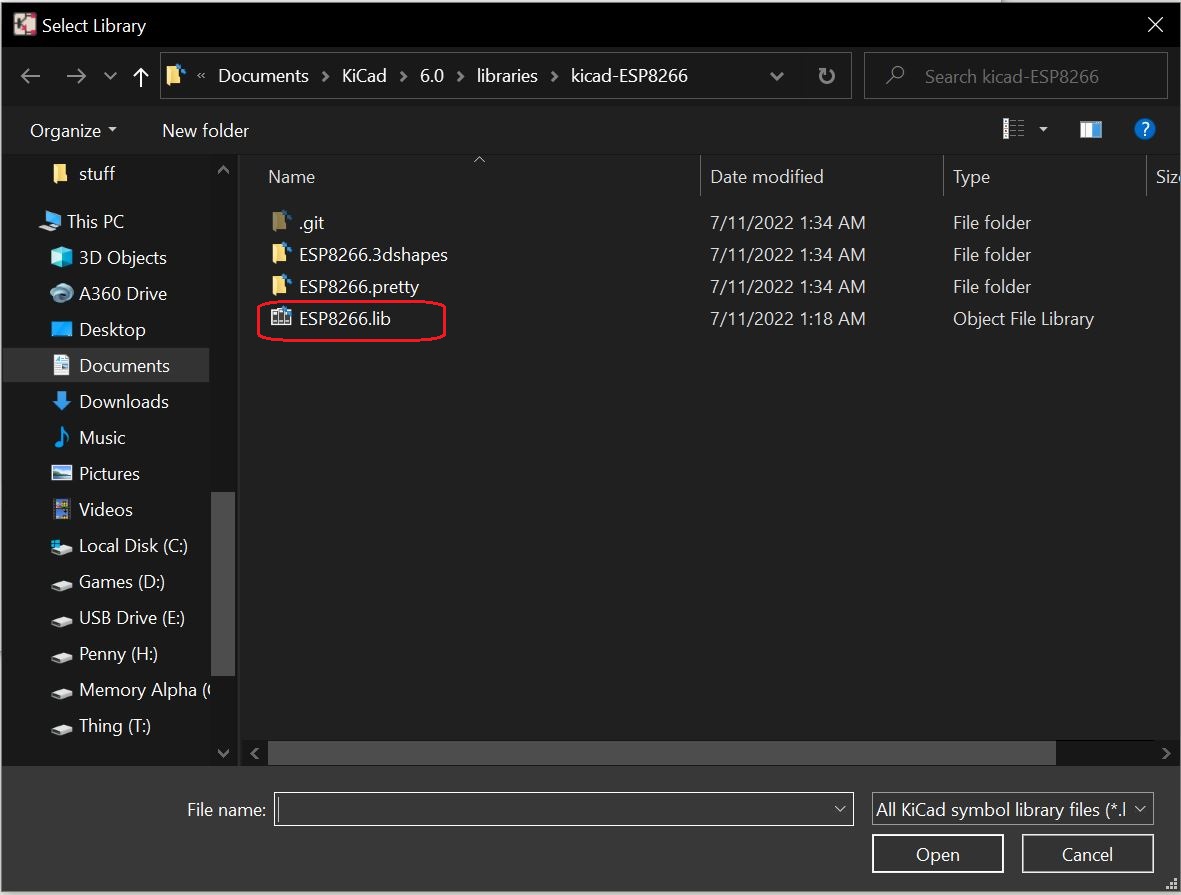 Select Library
« Documents > KiCad > 6.0 > libraries > kicad-ESP8266
Search kicad-ESP8266
Organize
New folder
?
stuff
This PC
3D Objects
A360 Drive
Desktop
Documents
Downloads
Music
Pictures
Videos
Local Disk (C:)
Games (D:)
USB Drive (E:)
Penny (H:)
Memory Alpha (
Thing (T:)
Name Date modified Type Siz
.git 7/11/2022 1:34 AM File folder
ESP8266.3dshapes 7/11/2022 1:34 AM File folder
ESP8266.pretty 7/11/2022 1:34 AM File folder
ESP8266.lib 7/11/2022 1:18 AM Object File Library
File name:
All KiCad symbol library files (*.l
Open
Cancel